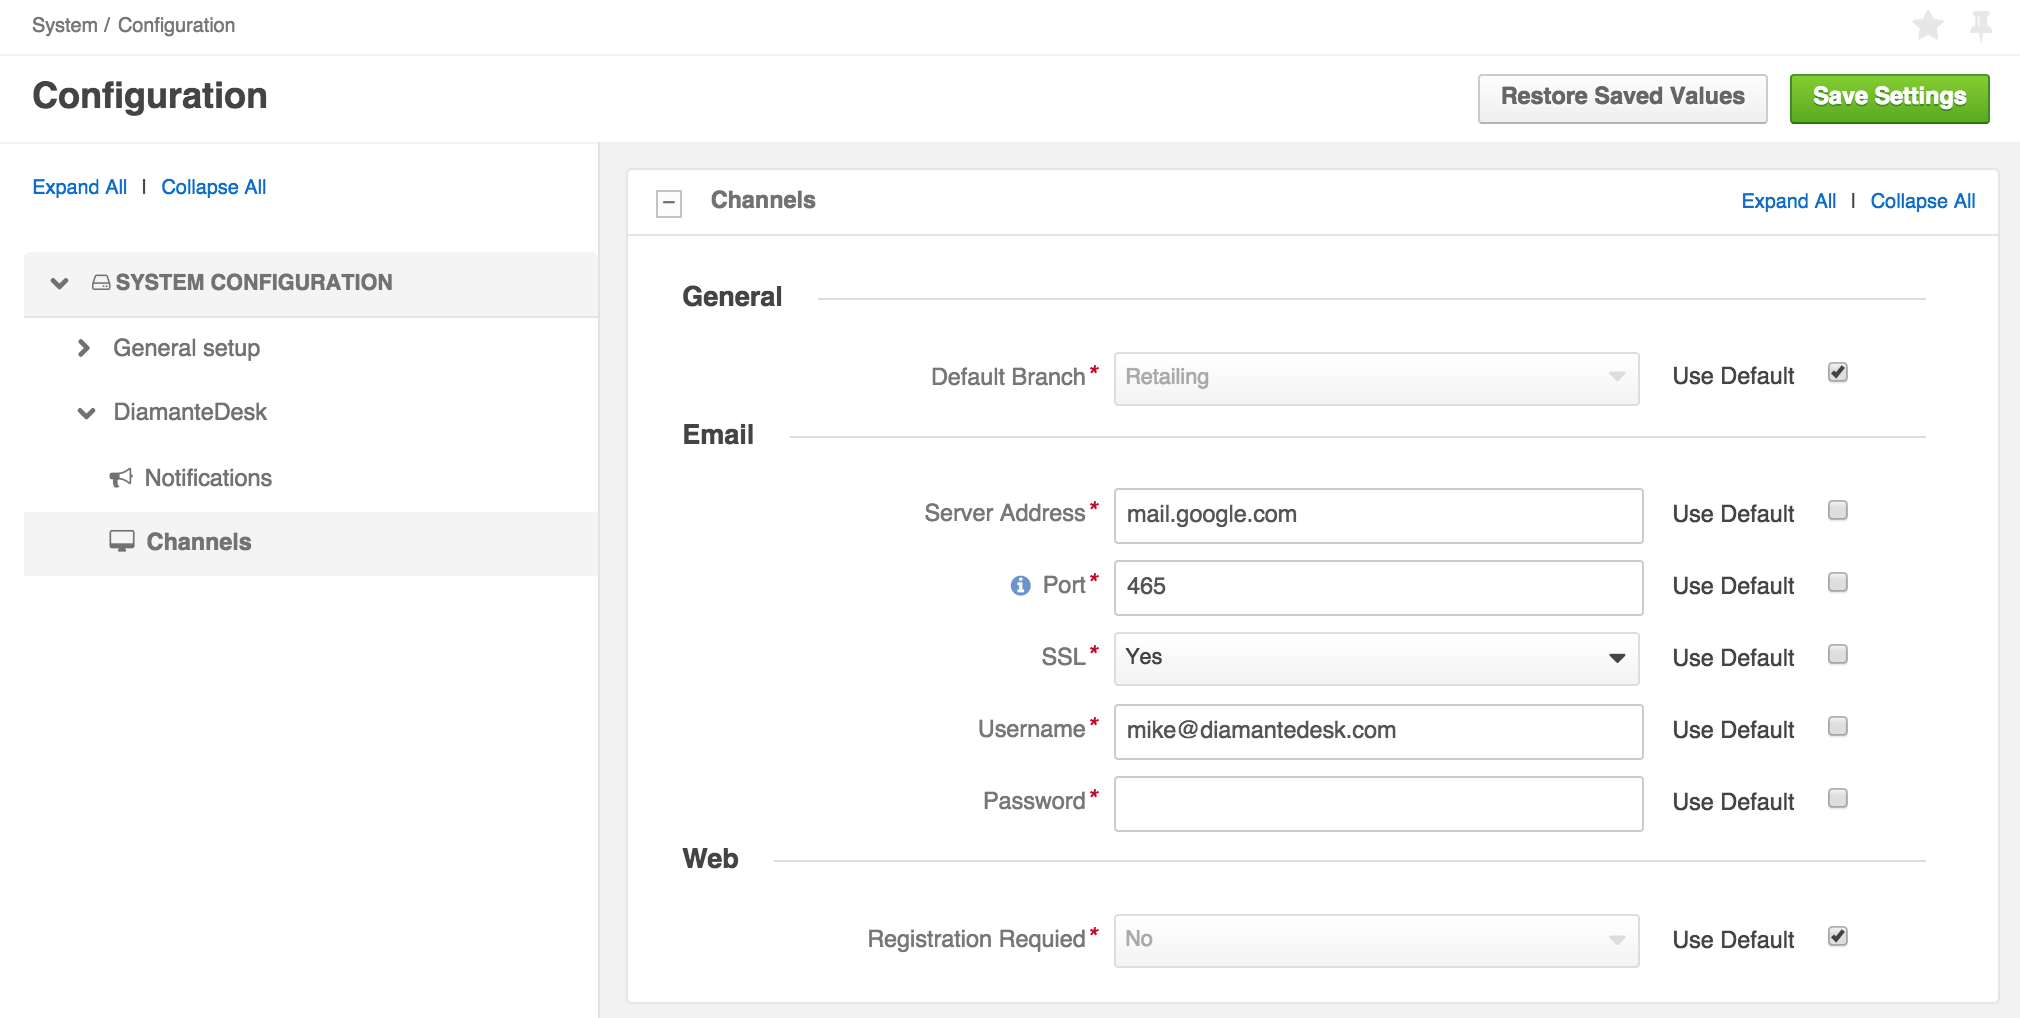 System / Configuration
Configuration
Restore Saved Values
Save Settings
Expand All | Collapse All
SYSTEM CONFIGURATION
General setup
DiamanteDesk
Notifications
Channels
Channels
Expand All | Collapse All
General
Default Branch* Retailing Use Default
Email
Server Address* mail.google.com Use Default
Port* 465 Use Default
SSL* Yes Use Default
Username* mike@diamantedesk.com Use Default
Password* Use Default
Web
Registration Requied* No Use Default